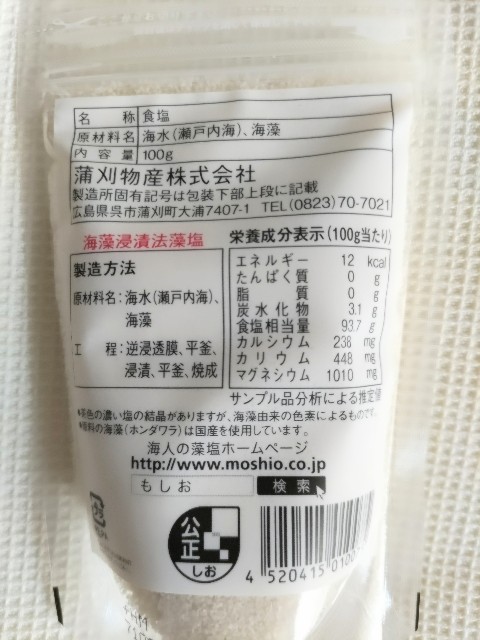 名 称 食塩
原材料名 海水(瀬戸内海)、海藻
内容量 100g
蒲刈物産株式会社
製造所固有記号は包装下部上段に記載
広島県呉市蒲刈町大浦7407-1 TEL(0823)70-7021
海藻浸漬法藻塩
製造方法
原材料名:海水(瀬戸内海)、
海藻
工 程:逆浸透膜、平釜、
浸漬、平釜、焼成
栄養成分表示(100g当たり)
エネルギー 12 kcal
たんぱく質 0 g
脂質 0 g
炭水化物 3.1 g
食塩相当量 93.7 g
カルシウム 238 mg
カリウム 448 mg
マグネシウム 1010 mg
サンプル品分析による推定値
●茶色の濃い塩の結晶がありますが、海藻由来の色素によるものです。
●原料の海藻(ホンダワラ)は国産を使用しています。
海人の藻塩ホームページ
http://www.moshio.co.jp
もしお 検索
公正
しお
4 520415 0100